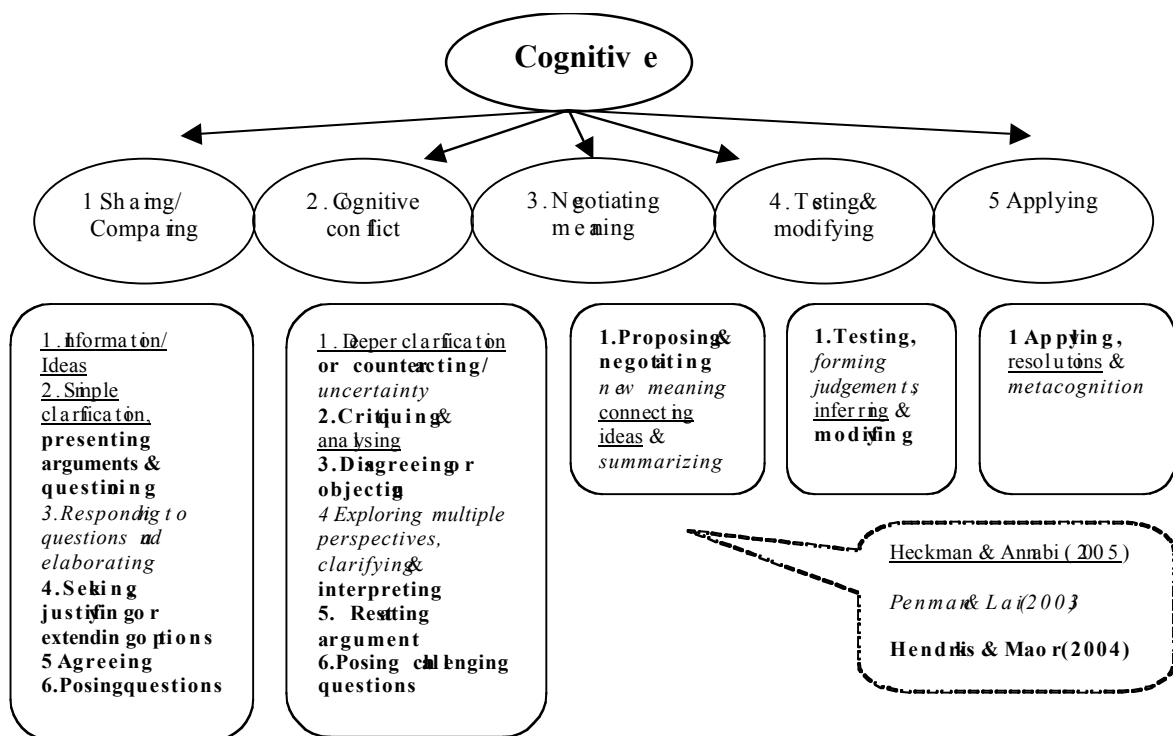 Cognitive
1 Sharing/
Comparing
2. Cognitive
conflict
3. Negotiating
meaning
4. Testing &
modifying
5 Applying
1. Information/
Ideas
2. Simple
clarification,
presenting
arguments &
questioning
3. Responding to
questions and
elaborating
4. Seeking,
justifying or
extending options
5 Agreeing
6. Posing questions
1. Deeper clarification
or counteracting/
uncertainty
2. Critiquing &
analysing
3. Disagreeing or
objecting
4 Exploring multiple
perspectives,
clarifying &
interpreting
5. Restating
argument
6. Posing challenging
questions
1. Proposing &
negotiating
new meaning
connecting
ideas &
summarizing
1. Testing,
forming
judgements,
inferring &
modifying
1 Applying,
resolutions &
metacognition
Heckman & Annabi (2005)
Penman & Lai (2003)
Hendriks & Maor (2004)